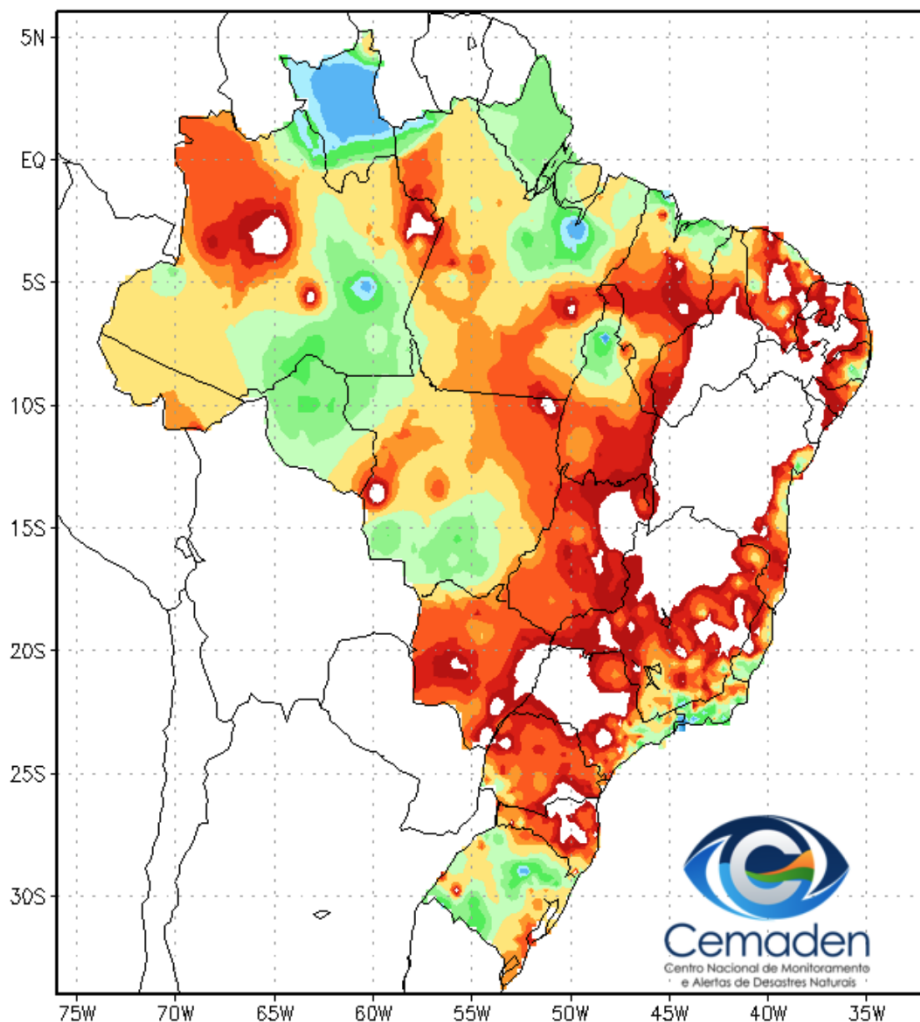 5N
EQ
5S
10S
15S
20S
25S
30S
75W 70W 65W 60W 55W 50W 45W 40W 35W
Cemaden
Centro Nacional de Monitoramento
e Alertas de Desastres Naturais